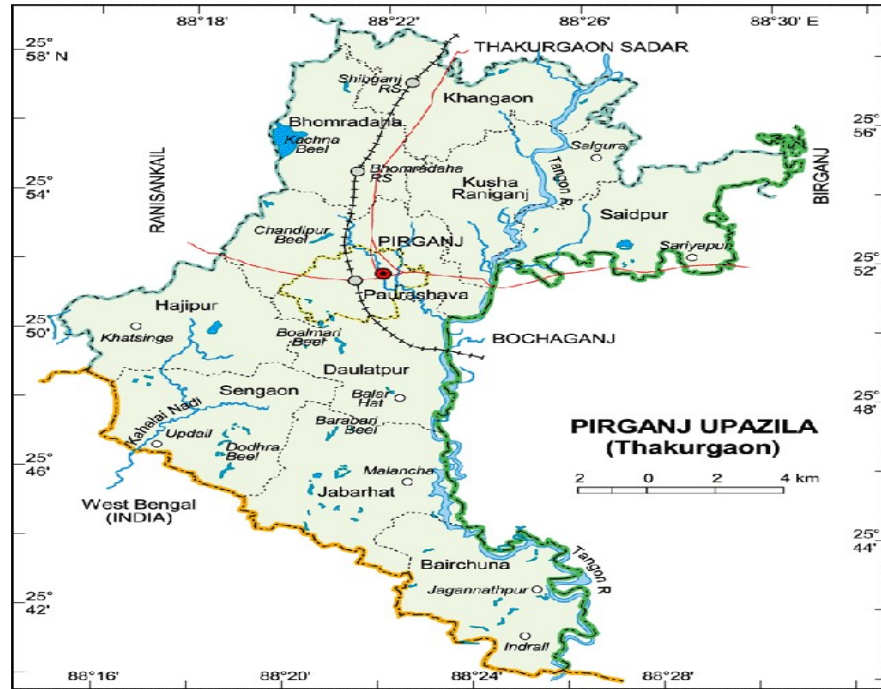 88° 18'
88° 22'
88° 26'
88° 30' E
25°
58' N
THAKURGAON SADAR
Shibganj
RS
Khangaon
25°
56'
Bhomradaha
Kachna
Beel
Salgura
Bhomradaha
RS
Tangon R
25°
54'
RANISANKAIL
Kusha
Raniganj
BIRGANJ
Saidpur
Chandipur
Beel
PIRGANJ
Sariyapur
25°
52'
Paurashava
Hajipur
25°
50'
Khatsinga
Boalmari
Beel
BOCHAGANJ
Daulatpur
Sengaon
Balar
Hat
25°
48'
Kahalai Nadi
Updail
Barabari
Beel
PIRGANJ UPAZILA
(Thakurgaon)
Dodhra
Beel
25°
46'
Malancha
2 0 2 4 km
Jabarhat
West Bengal
(INDIA)
25°
44'
Bairchuna
Tangon R
Jagannathpur
25°
42'
Indrail
88° 16'
88° 20'
88° 24'
88° 28'